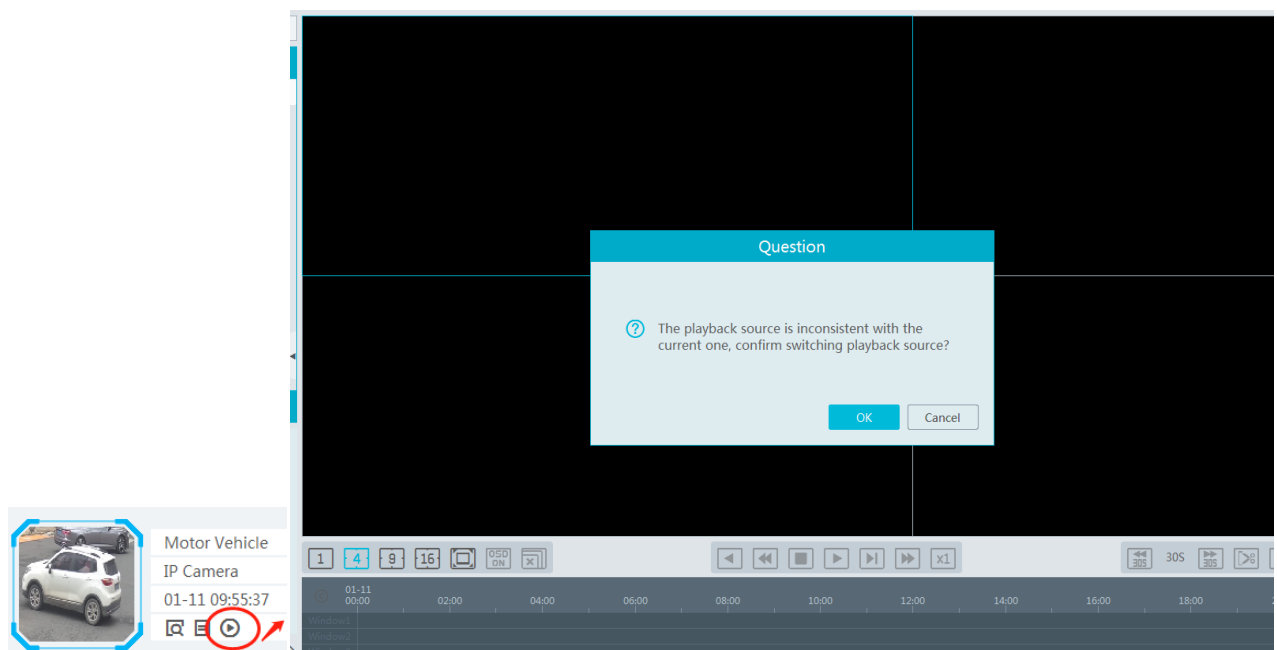 Question
The playback source is inconsistent with the
current one, confirm switching playback source?
OK Cancel
Motor Vehicle
IP Camera
01-11 09:55:37
1 4 9 16 OSD ON x1 30S 30S 30S
01-11
00:00 02:00 04:00 06:00 08:00 10:00 12:00 14:00 16:00 18:00
Window1
Window2